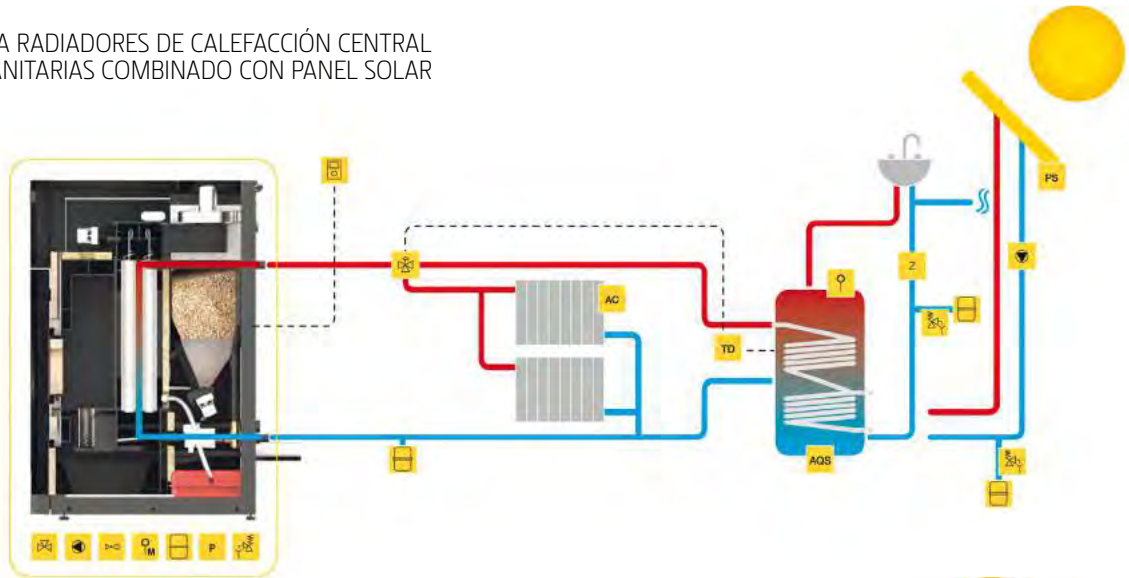 A RADIADORES DE CALEFACCIÓN CENTRAL
ANITARIAS COMBINADO CON PANEL SOLAR
PS
Z
AC
TD
AQS
M
P